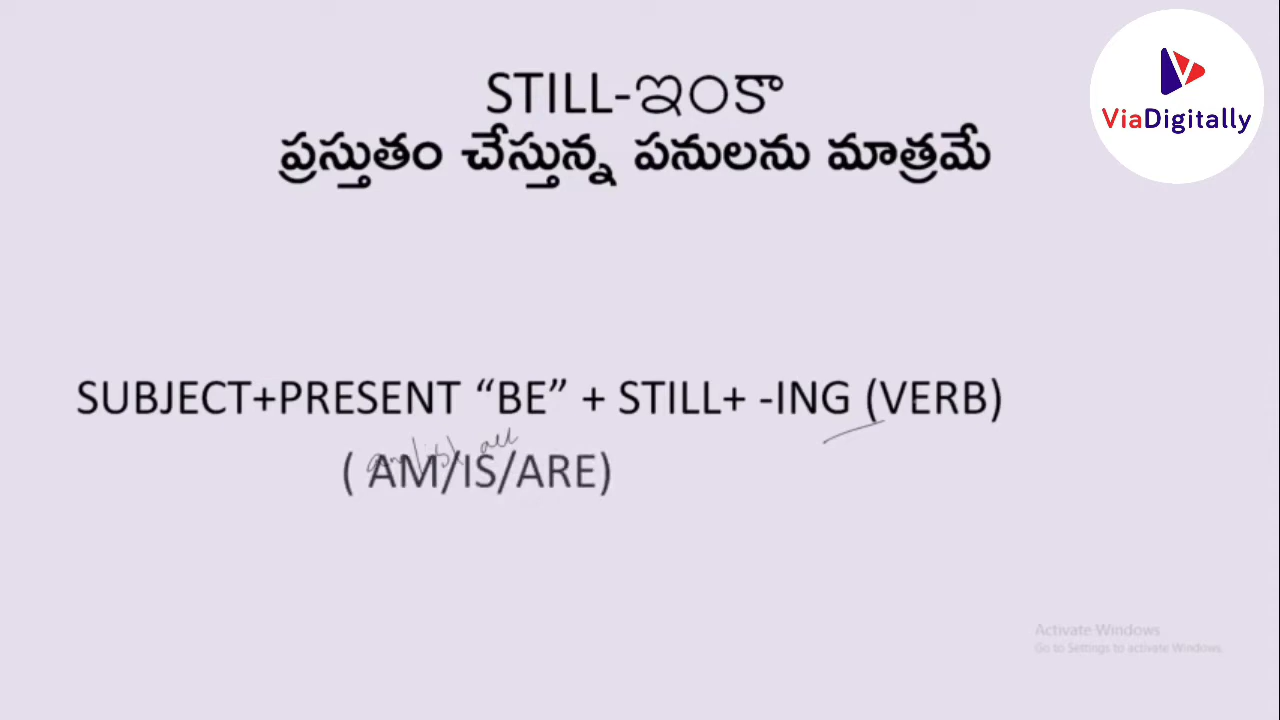 STILL-ఇంకా
ప్రస్తుతం చేస్తున్న పనులను మాత్రమే
ViaDigitally
SUBJECT+PRESENT “BE” + STILL+ -ING (VERB)
( AM/IS/ARE)
Activate Windows
Go to Settings to activate Windows.